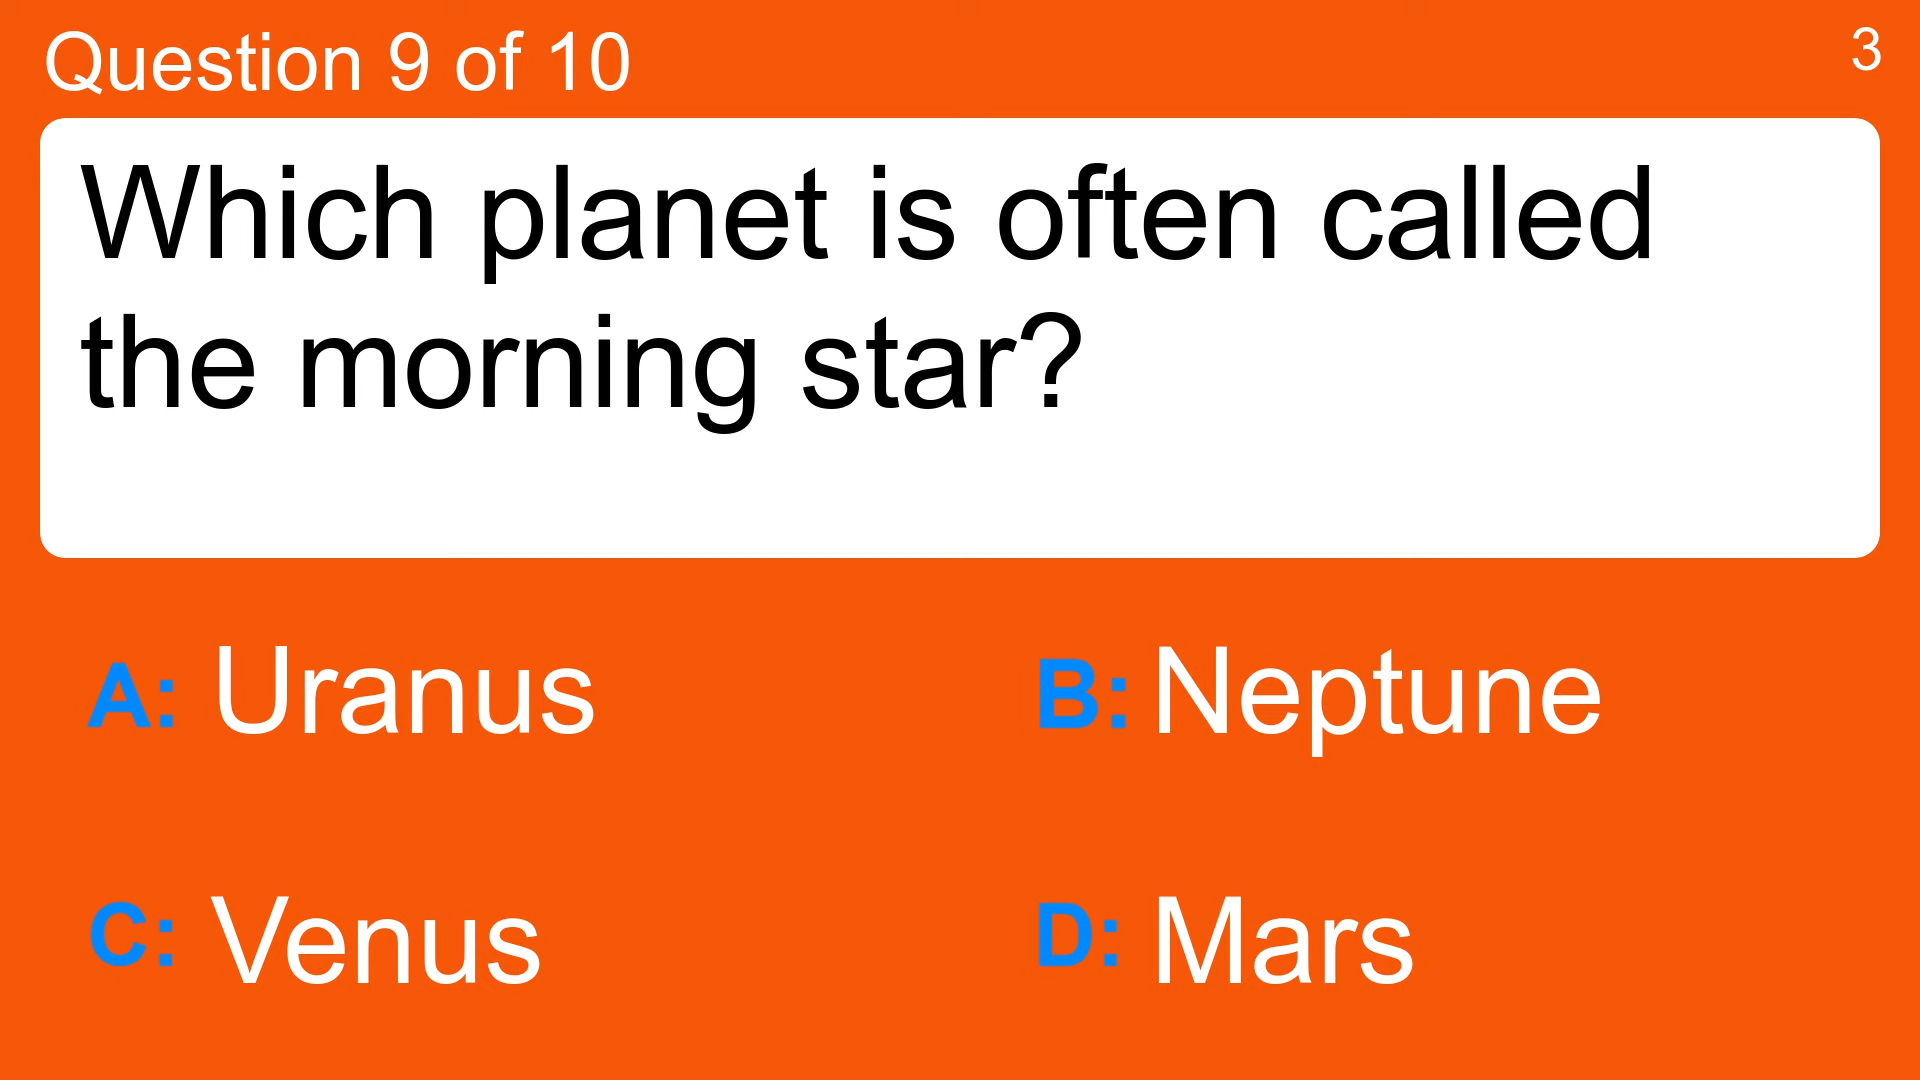 Question 9 of 10
3
Which planet is often called
the morning star?
A: Uranus
B: Neptune
C: Venus
D: Mars